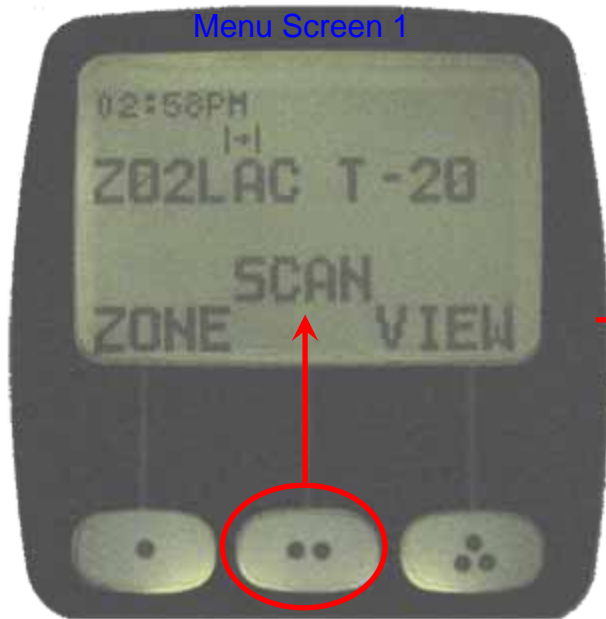 Menu Screen 1
02:58PM
Z02LAC T-20
SCAN
ZONE VIEW